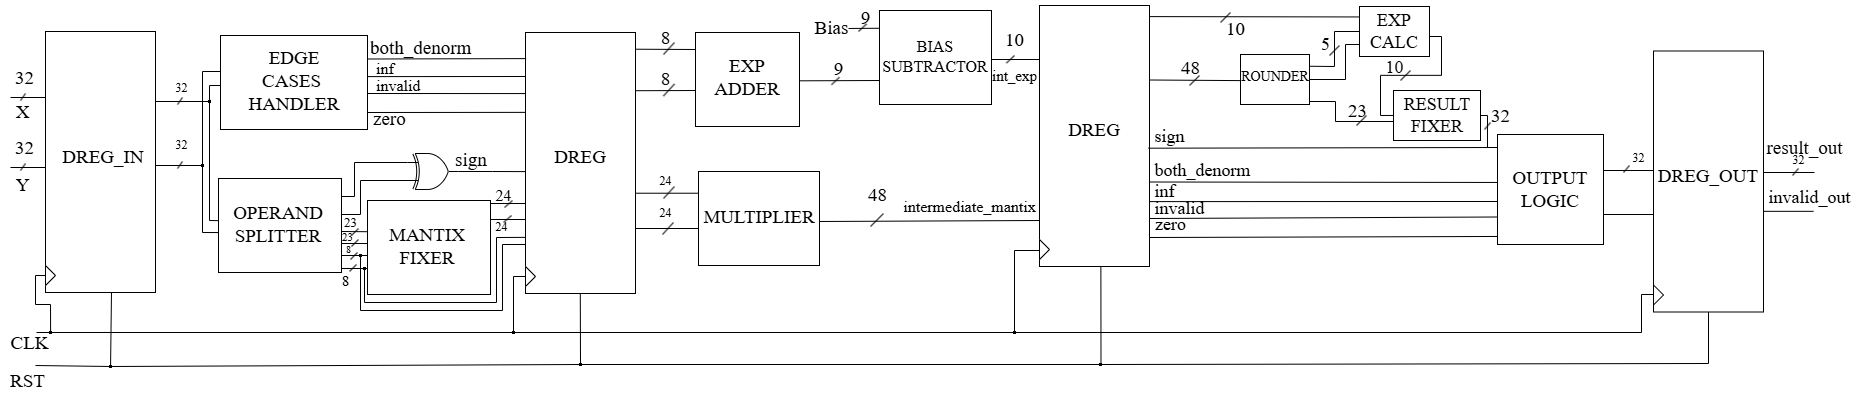 32
X
32
Y
DREG_IN
32
32
EDGE
CASES
HANDLER
both_denorm
inf
invalid
zero
OPERAND
SPLITTER
sign
23
23
8
8
MANTIX
FIXER
24
24
DREG
8
8
EXP
ADDER
9
Bias
9
BIAS
SUBTRACTOR
10
int_exp
24
24
MULTIPLIER
48
intermediate_mantix
DREG
10
48
ROUNDER
5
EXP
CALC
10
23
RESULT
FIXER
32
sign
both_denorm
inf
invalid
zero
OUTPUT
LOGIC
32
DREG_OUT
result_out
32
invalid_out
CLK
RST